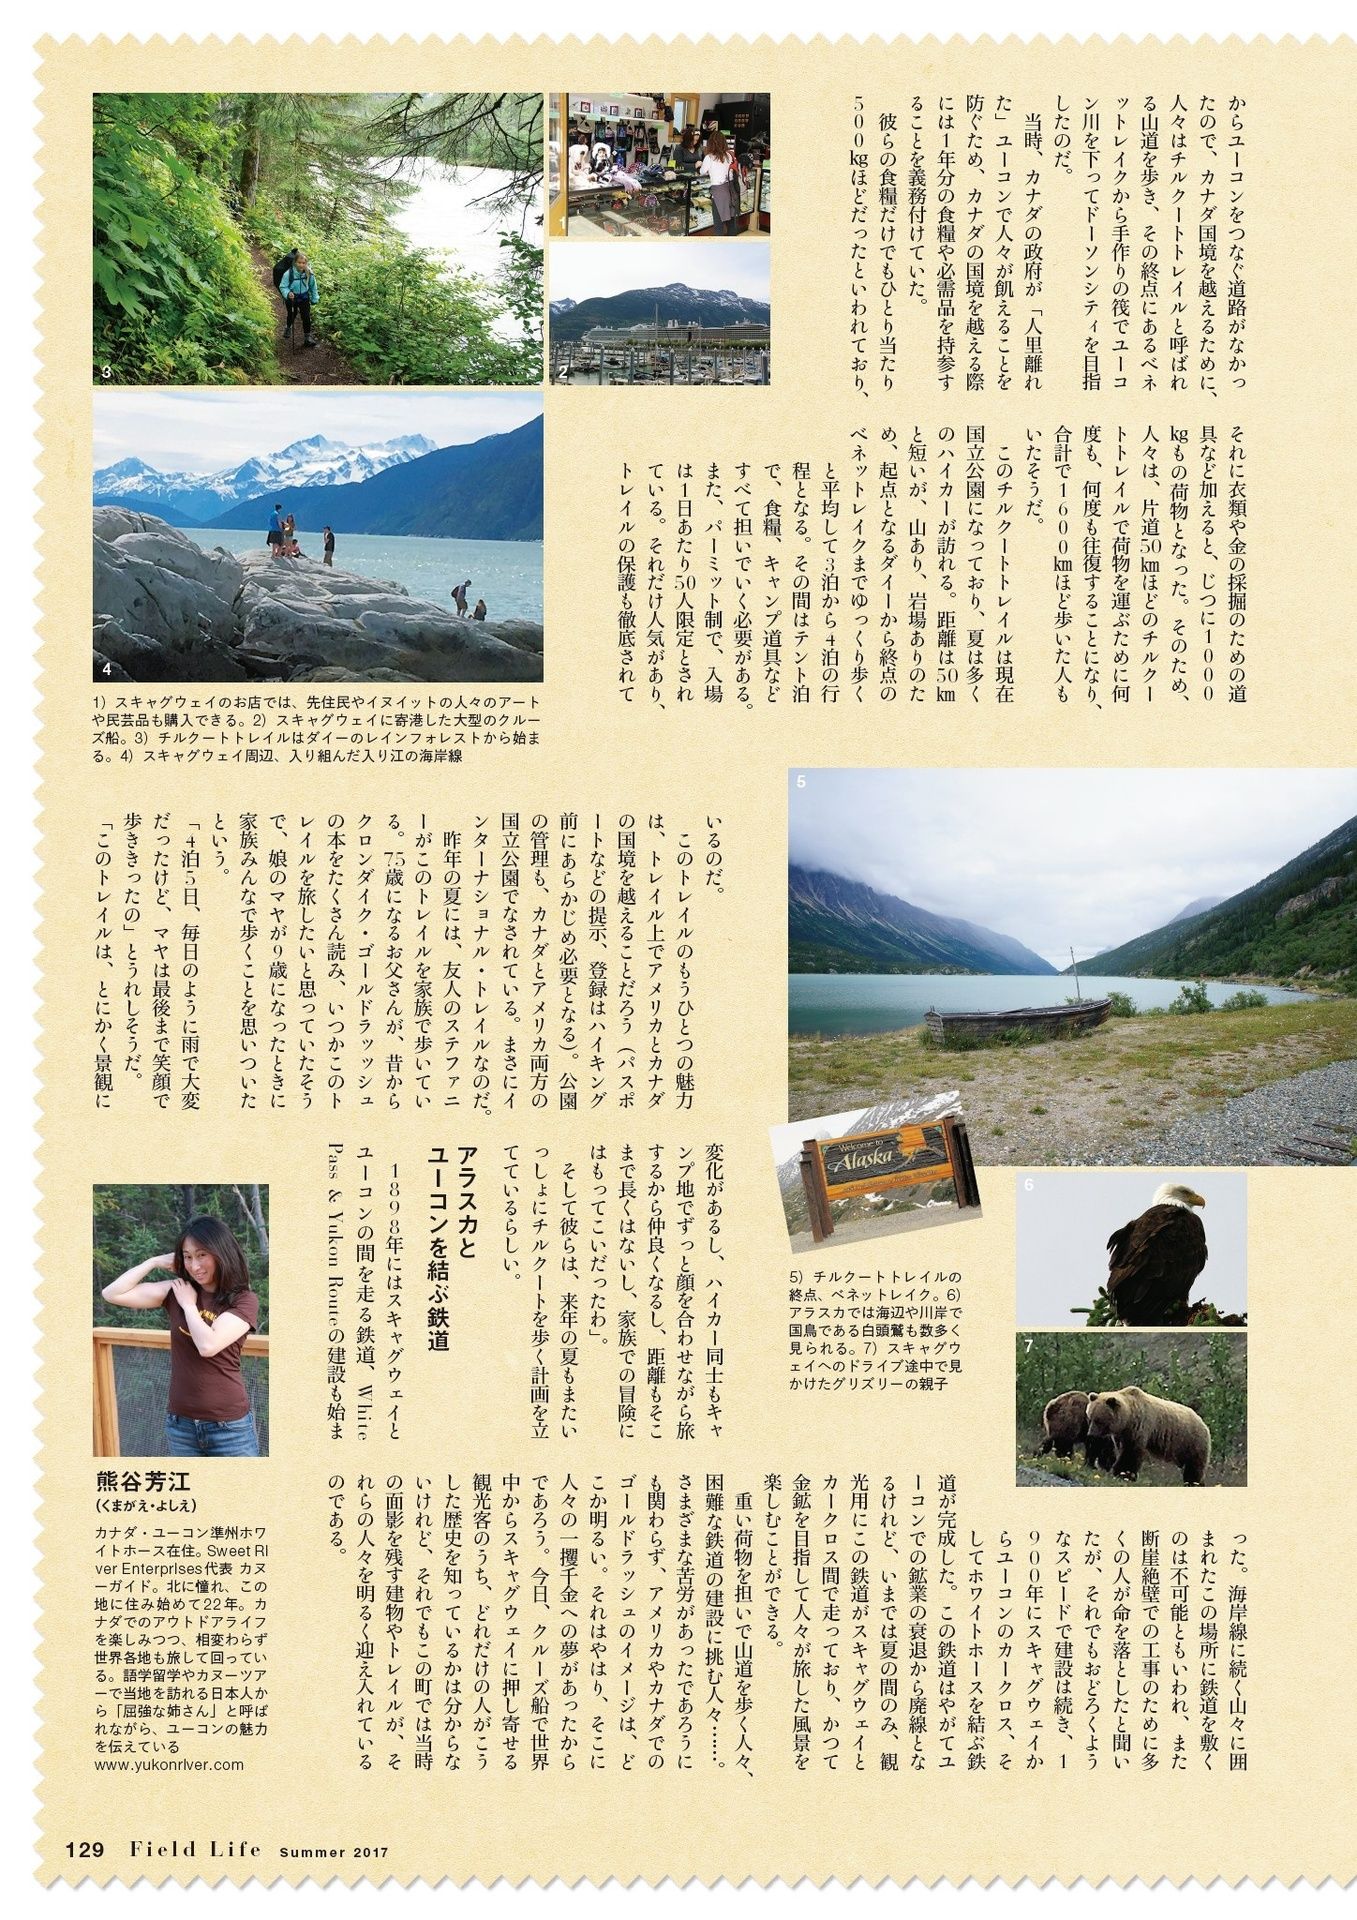 からユーコンをつなぐ道路がなかっ
たので、カナダ国境を越えるために、
人々はチルクートトレイルと呼ばれ
る山道を歩き、その終点にあるベネ
ットレイクから手作りの筏でユーコ
ン川を下ってドーソンシティを目指
したのだ。
当時、カナダの政府が「人里離れ
た」ユーコンで人々が飢えることを
防ぐため、カナダの国境を越える際
には1年分の食糧や必需品を持参す
ることを義務付けていた。
彼らの食糧だけでもひとり当たり
500kgほどだったといわれており、
それに衣類や金の採掘のための道
具など加えると、じつに1000
kgもの荷物となった。そのため、
人々は、片道50kmほどのチルクー
トトレイルで荷物を運ぶために何
度も、何度も往復することになり、
合計で1600kmほど歩いた人も
いたそうだ。
このチルクートトレイルは現在
国立公園になっており、夏は多く
のハイカーが訪れる。距離は50km
と短いが、山あり、岩場ありのた
め、起点となるダイーから終点の
ベネットレイクまでゆっくり歩く
と平均して3泊から4泊の行
程となる。その間はテント泊
で、食糧、キャンプ道具など
すべて担いでいく必要がある。
また、パーミット制で、入場
は1日あたり50人限定とされ
ている。それだけ人気があり、
トレイルの保護も徹底されて
1
2
3
4
1）スキャグウェイのお店では、先住民やイヌイットの人々のアート
や民芸品も購入できる。2）スキャグウェイに寄港した大型のクルー
ズ船。3）チルクートトレイルはダイーのレインフォレストから始ま
る。4）スキャグウェイ周辺、入り組んだ入り江の海岸線
いるのだ。
このトレイルのもうひとつの魅力
は、トレイル上でアメリカとカナダ
の国境を越えることだろう（パスポ
ートなどの提示、登録はハイキング
前にあらかじめ必要となる）。公園
の管理も、カナダとアメリカ両方の
国立公園でなされている。まさにイ
ンターナショナル・トレイルなのだ。
昨年の夏には、友人のステファニ
ーがこのトレイルを家族で歩いてい
る。75歳になるお父さんが、昔から
クロンダイク・ゴールドラッシュ
の本をたくさん読み、いつかこのト
レイルを旅したいと思っていたそう
で、娘のマヤが9歳になったときに
家族みんなで歩くことを思いついた
という。
「4泊5日、毎日のように雨で大変
だったけど、マヤは最後まで笑顔で
歩ききったの」とうれしそうだ。
「このトレイルは、とにかく景観に
変化があるし、ハイカー同士もキャ
ンプ地でずっと顔を合わせながら旅
するから仲良くなるし、距離もそこ
まで長くはないし、家族での冒険に
はもってこいだったわ」。
そして彼らは、来年の夏もまたい
っしょにチルクートを歩く計画を立
てているらしい。
アラスカと
ユーコンを結ぶ鉄道
1898年にはスキャグウェイと
ユーコンの間を走る鉄道、White
Pass & Yukon Routeの建設も始ま
5
Welcome to
Alaska
6
7
5）チルクートトレイルの
終点、ベネットレイク。6）
アラスカでは海辺や川岸で
国鳥である白頭鷲も数多く
見られる。7）スキャグウ
ェイへのドライブ途中で見
かけたグリズリーの親子
った。海岸線に続く山々に囲
まれたこの場所に鉄道を敷く
のは不可能ともいわれ、また
断崖絶壁での工事のために多
くの人が命を落としたと聞い
たが、それでもおどろくよう
なスピードで建設は続き、1
900年にスキャグウェイか
らユーコンのカークロス、そ
してホワイトホースを結ぶ鉄
道が完成した。この鉄道はやがてユ
ーコンでの鉱業の衰退から廃線とな
るけれど、いまでは夏の間のみ、観
光用にこの鉄道がスキャグウェイと
カークロス間で走っており、かつて
金鉱を目指して人々が旅した風景を
楽しむことができる。
重い荷物を担いで山道を歩く人々、
困難な鉄道の建設に挑む人々……。
さまざまな苦労があったであろうに
も関わらず、アメリカやカナダでの
ゴールドラッシュのイメージは、ど
こか明るい。それはやはり、そこに
人々の一攫千金への夢があったから
であろう。今日、クルーズ船で世界
中からスキャグウェイに押し寄せる
観光客のうち、どれだけの人がこう
した歴史を知っているかは分からな
いけれど、それでもこの町では当時
の面影を残す建物やトレイルが、そ
れらの人々を明るく迎え入れている
のである。
熊谷芳江
（くまがえ・よしえ）
カナダ・ユーコン準州ホワ
イトホース在住。Sweet Ri
ver Enterprises代表 カヌ
ーガイド。北に憧れ、この
地に住み始めて22年。カ
ナダでのアウトドアライフ
を楽しみつつ、相変わらず
世界各地も旅して回ってい
る。語学留学やカヌーツア
ーで当地を訪れる日本人か
ら「屈強な姉さん」と呼ば
れながら、ユーコンの魅力
を伝えている
www.yukonriver.com
129 Field Life Summer 2017